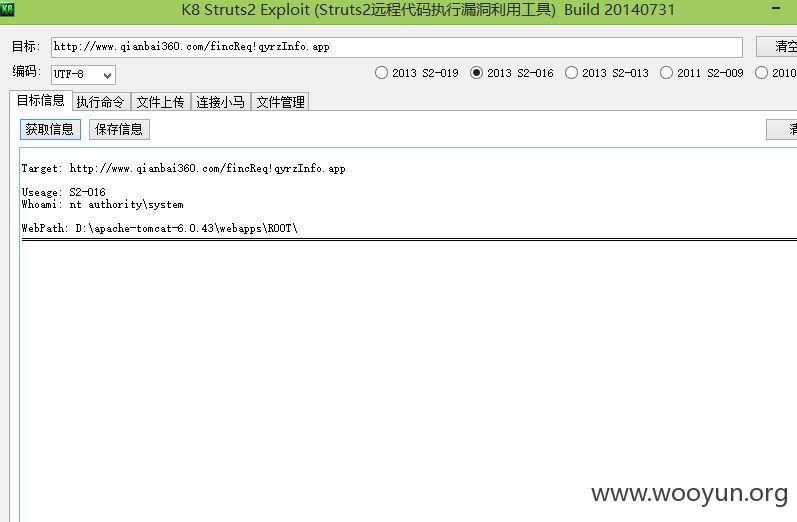 K8 K8 Struts2 Exploit (Struts2远程代码执行漏洞利用工具) Build 20140731
目标: http://www.qianbai360.com/fincReq!qyrzInfo.app 清空
编码: UTF-8 2013 S2-019 2013 S2-016 2013 S2-013 2011 S2-009 2010
目标信息 执行命令 文件上传 连接小马 文件管理
获取信息 保存信息 清
Target: http://www.qianbai360.com/fincReq!qyrzInfo.app
Useage: S2-016
Whoami: nt authority\system
WebPath: D:\apache-tomcat-6.0.43\webapps\ROOT\
www.wooyun.org